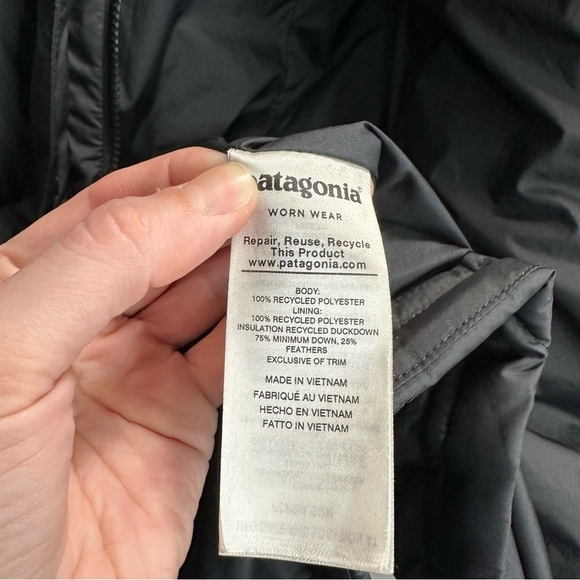 patagonia®
WORN WEAR
Repair, Reuse, Recycle
This Product
www.patagonia.com
BODY:
100% RECYCLED POLYESTER
LINING:
100% RECYCLED POLYESTER
INSULATION RECYCLED DUCKDOWN
75% MINIMUM DOWN, 25%
FEATHERS
EXCLUSIVE OF TRIM
MADE IN VIETNAM
FABRIQUÉ AU VIETNAM
HECHO EN VIETNAM
FATTO IN VIETNAM